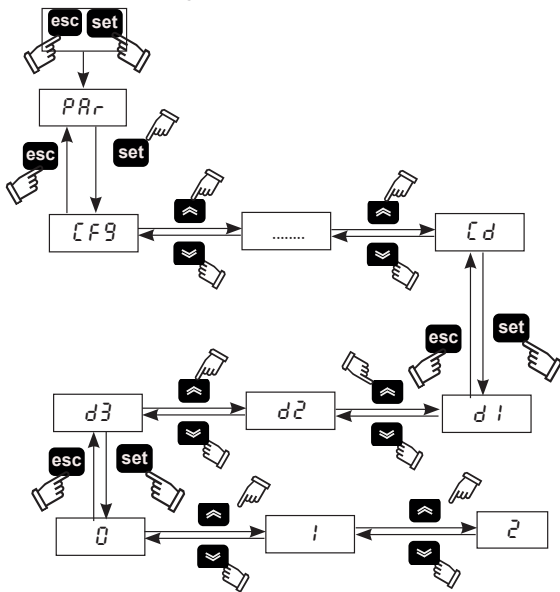 esc set
PAr
esc set
CF9 ........ Cd
esc set
d3 d2 d1
esc set
0 1 2